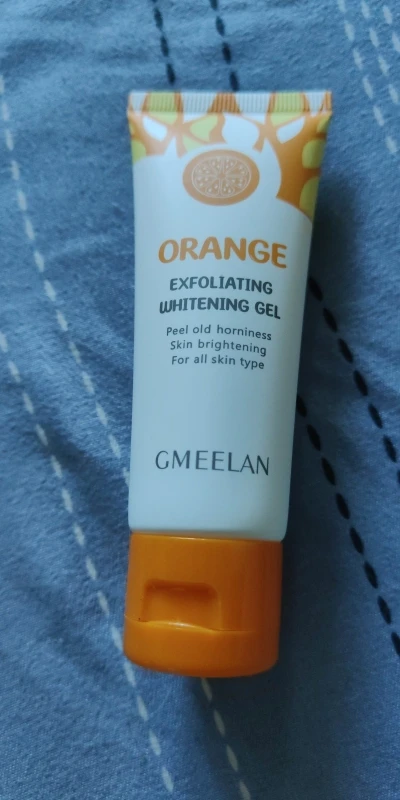 ORANGE
EXFOLIATING
WHITENING GEL
Peel old horniness
Skin brightening
For all skin type
GMEELAN